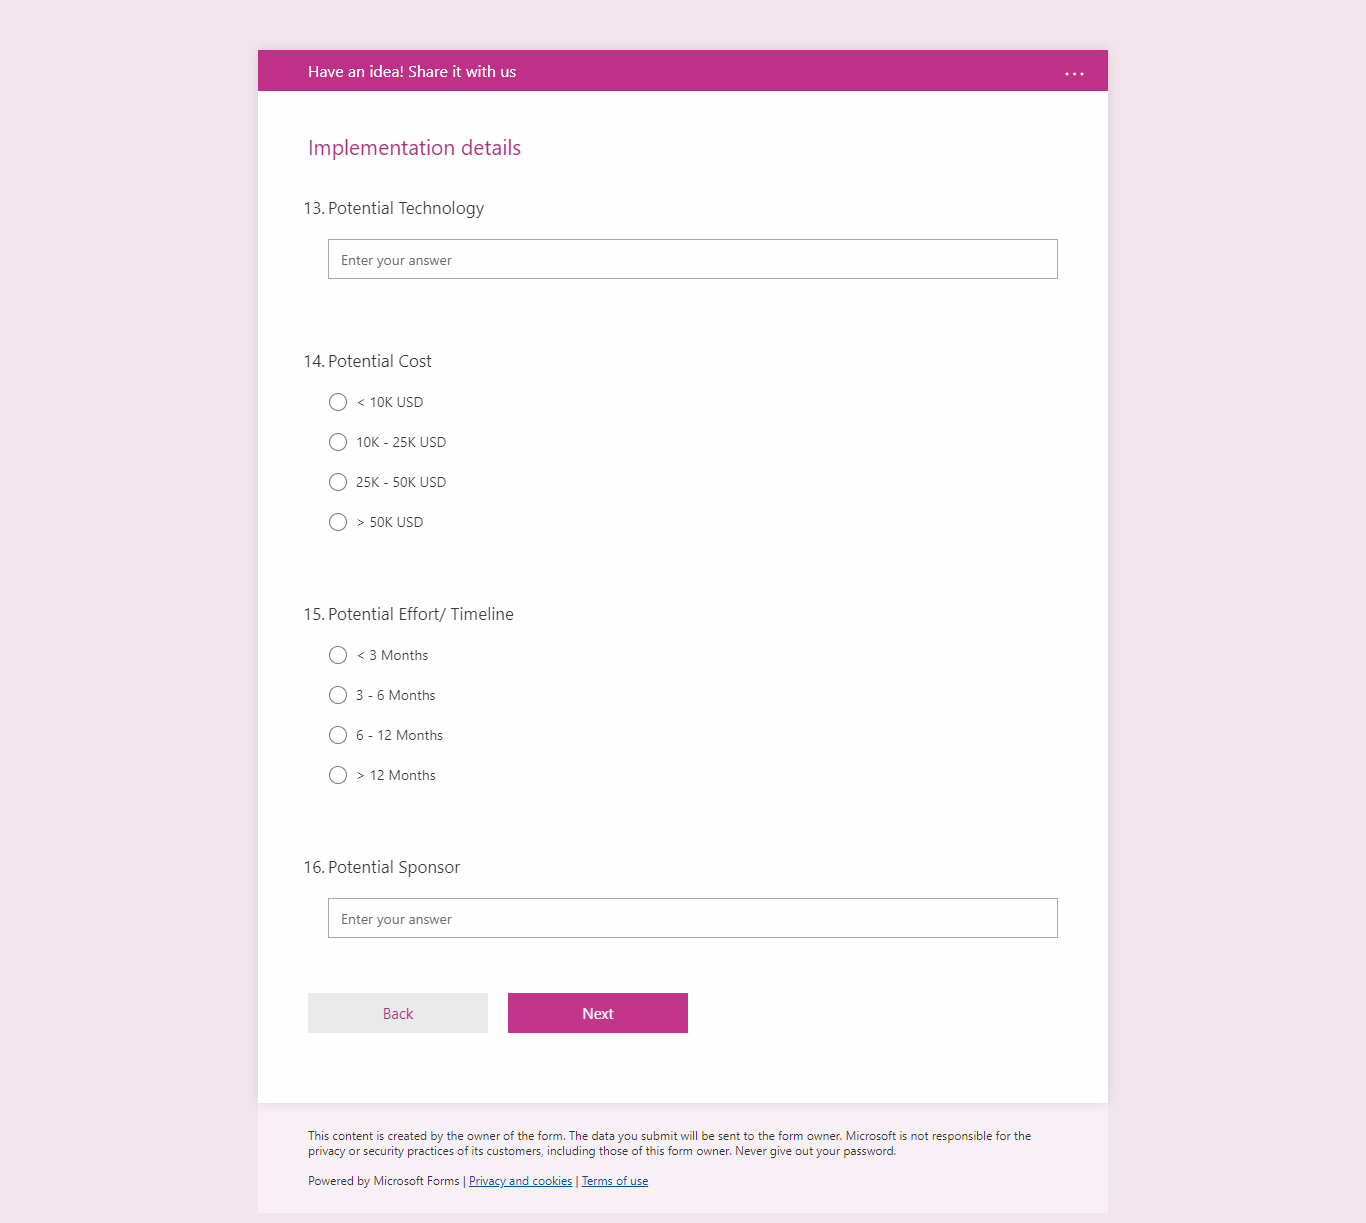 Have an idea! Share it with us
...
Implementation details
13. Potential Technology
Enter your answer
14. Potential Cost
< 10K USD
10K - 25K USD
25K - 50K USD
> 50K USD
15. Potential Effort/ Timeline
< 3 Months
3 - 6 Months
6 - 12 Months
> 12 Months
16. Potential Sponsor
Enter your answer
Back Next
This content is created by the owner of the form. The data you submit will be sent to the form owner. Microsoft is not responsible for the
privacy or security practices of its customers, including those of this form owner. Never give out your password.
Powered by Microsoft Forms | Privacy and cookies | Terms of use